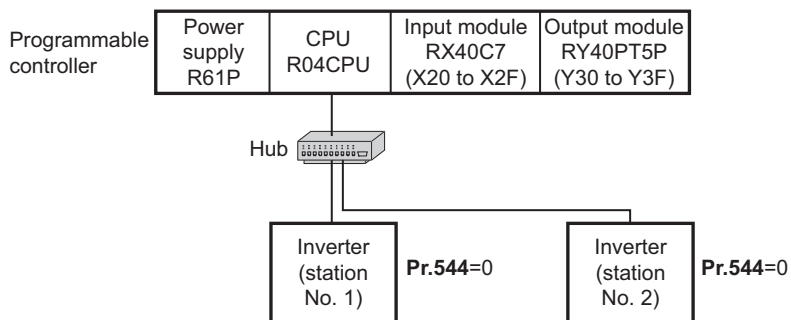 Programmable
controller
Power
supply
R61P
CPU
R04CPU
Input module
RX40C7
(X20 to X2F)
Output module
RY40PT5P
(Y30 to Y3F)
Hub
Inverter
(station
No. 1)
Pr.544=0
Inverter
(station
No. 2)
Pr.544=0